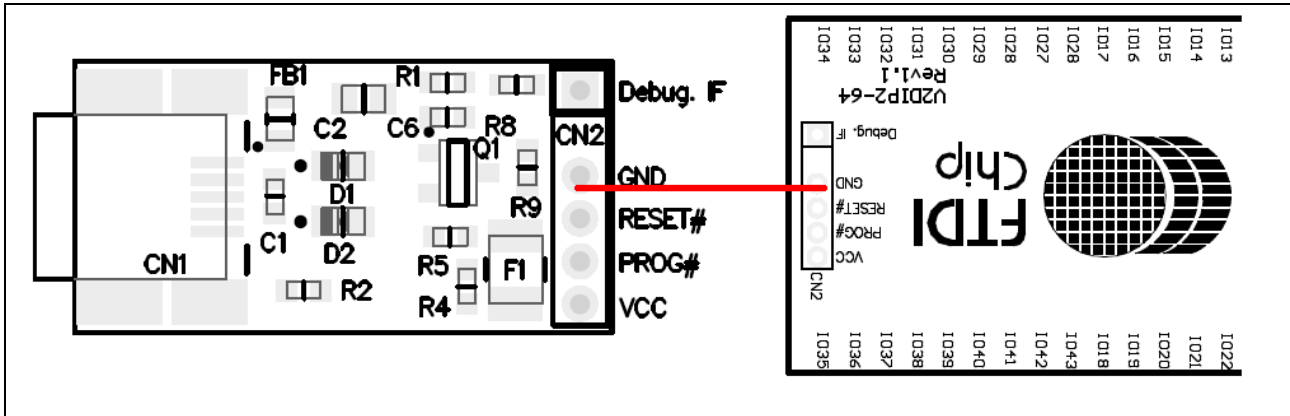 FB1
R1
Debug. IF
C2
C6
R8
CN2
Q1
GND
D1
R9
RESET#
C1
D2
R5
F1
PROG#
CN1
R2
R4
VCC
IO34
IO33
IO32
IO31
IO30
IO29
IO28
IO27
IO28
IO17
IO16
IO15
IO14
IO13
V2DIP2-64
Rev1.1
Debug. IF
GND
RESET#
PROG#
VCC
CN2
FTDI
Chip
IO35
IO36
IO37
IO38
IO39
IO40
IO41
IO42
IO43
IO18
IO19
IO20
IO21
IO22